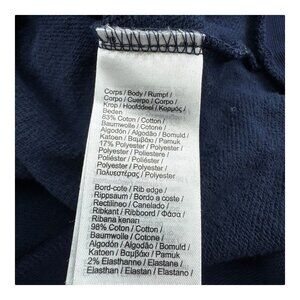 Corps / Body / Rumpf /
Corpo / Cuerpo / Corpo /
Krop / Hoofddeel / Κορμός /
Beden
83% Coton / Cotton /
Baumwolle / Cotone /
Algodón / Algodão / Bomuld /
Katoen / Βαμβάκι / Pamuk
17% Polyester / Polyester /
Polyester / Poliestere /
Poliéster / Poliéster /
Polyester / Polyester /
Πολυεστέρας / Polyester
Bord-cote / Rib edge /
Rippsaum / Bordo a coste /
Rectilíneo / Canelado /
Ribkant / Ribboord / Φάσα /
Ribana kenarı
98% Coton / Cotton /
Baumwolle / Cotone /
Algodón / Algodão / Bomuld /
Katoen / Βαμβάκι / Pamuk
2% Elasthanne / Elastane /
Elasthan / Elastan / Elastano /